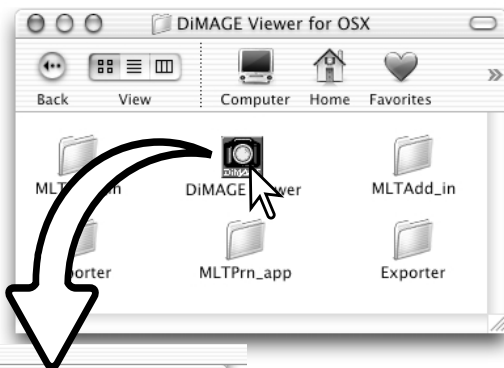 DiMAGE Viewer for OSX
Back View Computer Home Favorites
DiMAGE MLTAdd_in
MLTPrn_app Exporter